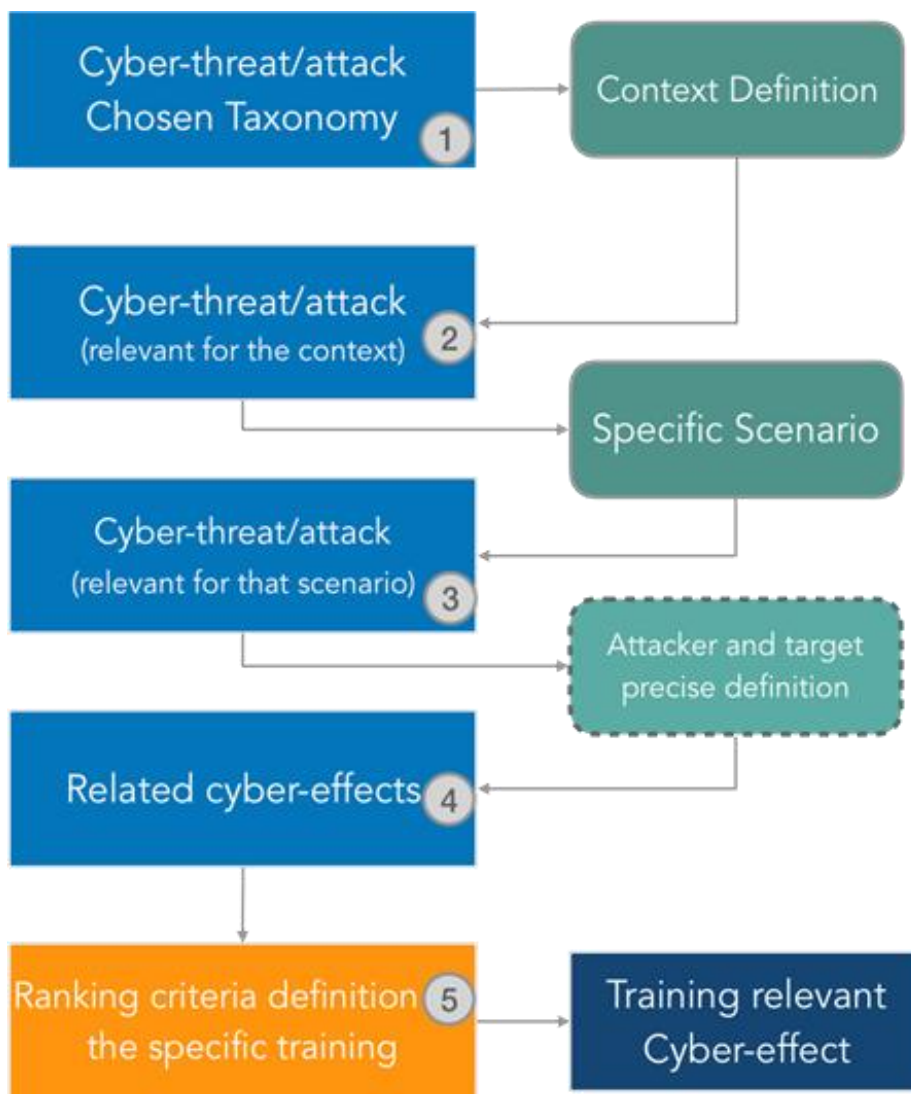 Cyber-threat/attack
Chosen Taxonomy
1
Context Definition
Cyber-threat/attack
(relevant for the context)
2
Specific Scenario
Cyber-threat/attack
(relevant for that scenario)
3
Attacker and target
precise definition
Related cyber-effects
4
Ranking criteria definition
the specific training
5
Training relevant
Cyber-effect